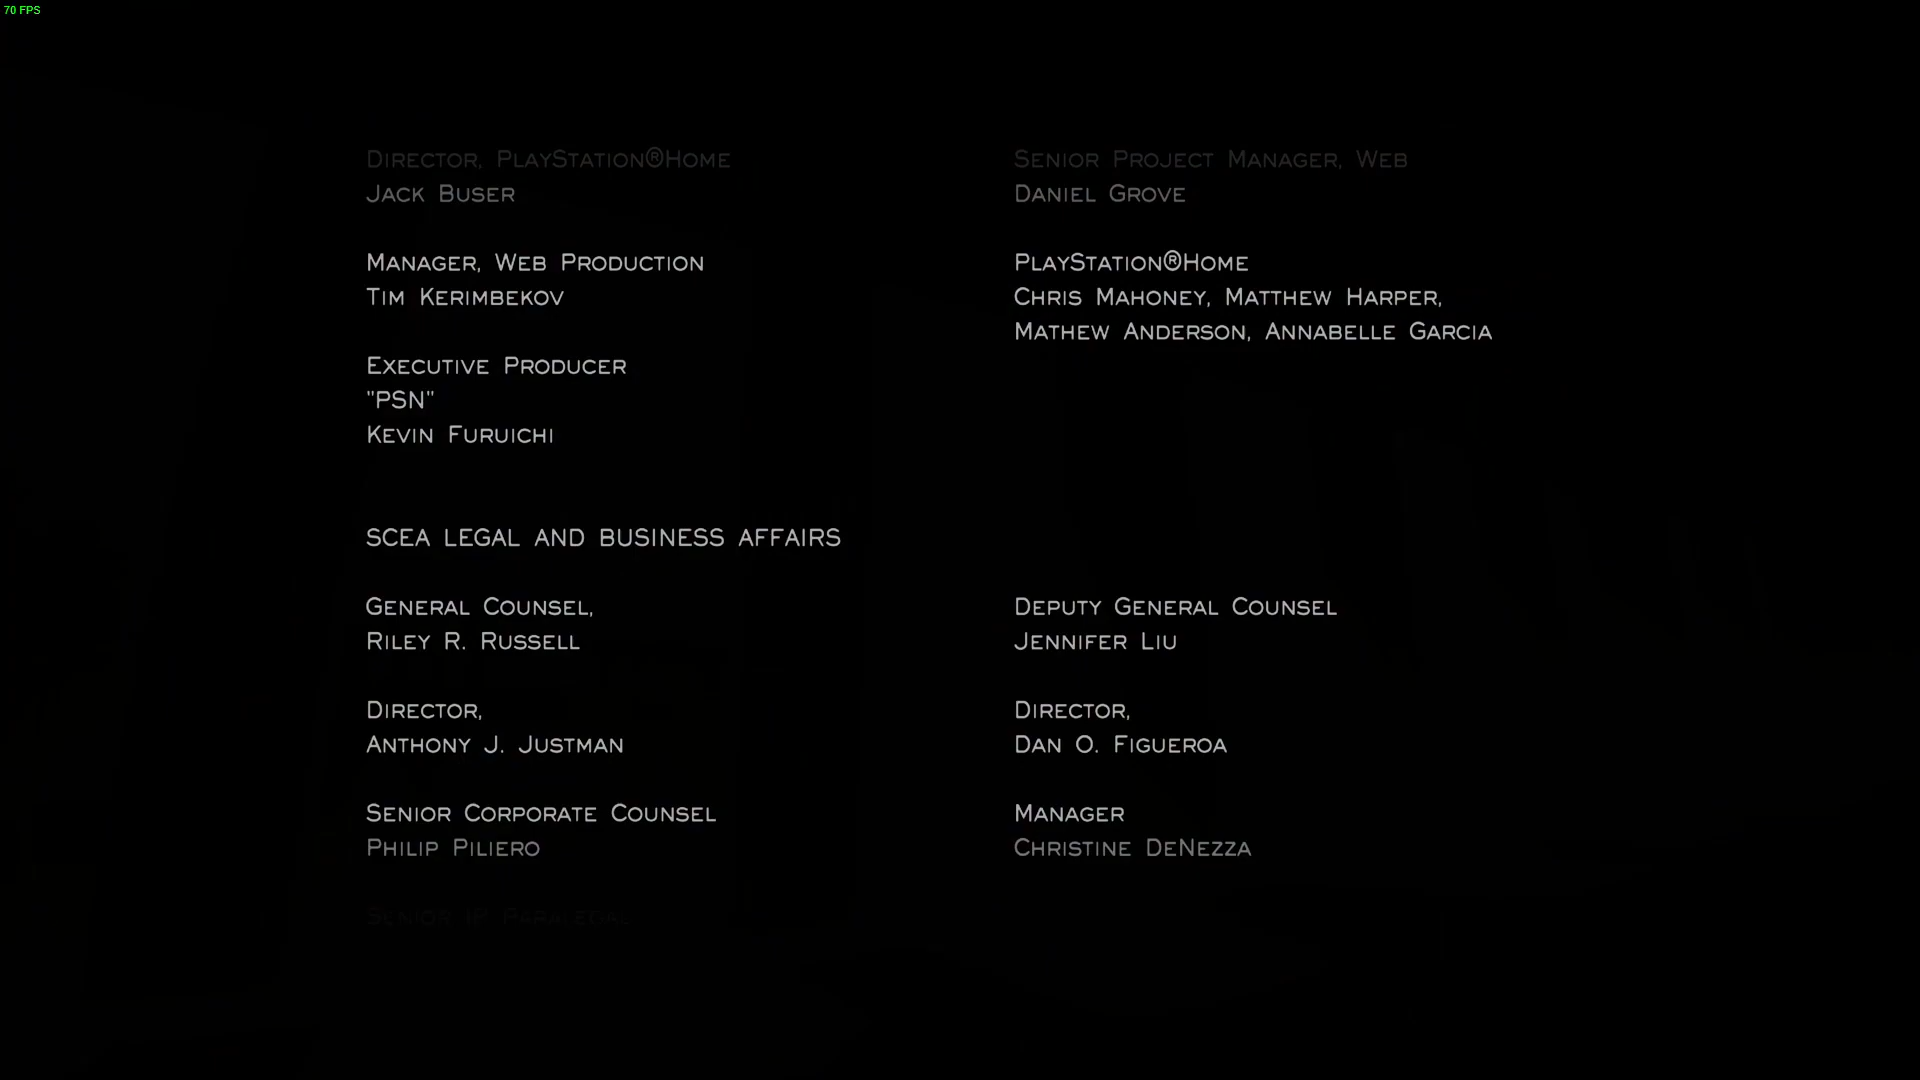 70 FPS
Director, PlayStation®Home
Jack Buser
Manager, Web Production
Tim Kerimbekov
Executive Producer
"PSN"
Kevin Furuichi
Senior Project Manager, Web
Daniel Grove
PlayStation®Home
Chris Mahoney, Matthew Harper,
Mathew Anderson, Annabelle Garcia
SCEA LEGAL AND BUSINESS AFFAIRS
General Counsel,
Riley R. Russell
Director,
Anthony J. Justman
Senior Corporate Counsel
Philip Piliero
Senior IP Paralegal
Deputy General Counsel
Jennifer Liu
Director,
Dan O. Figueroa
Manager
Christine DeNezza